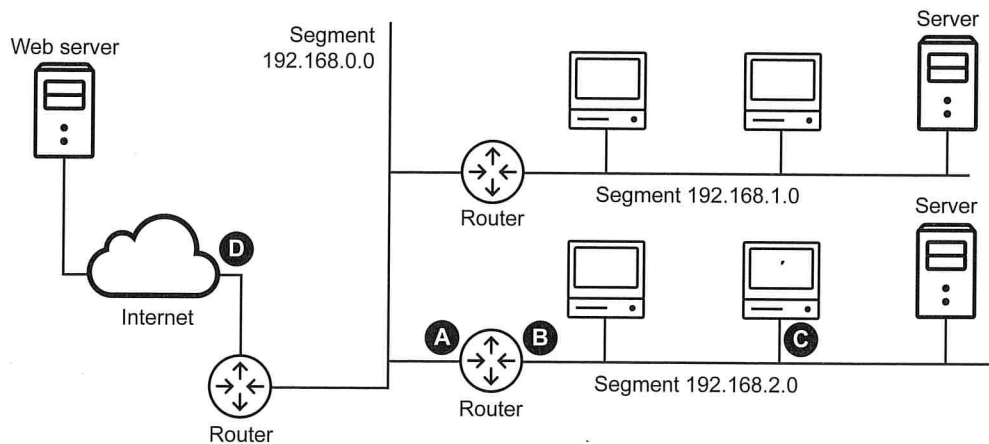 Web server
Segment
192.168.0.0
Server
Router
Segment 192.168.1.0
Server
D
Internet
A
B
C
Router
Segment 192.168.2.0
Router